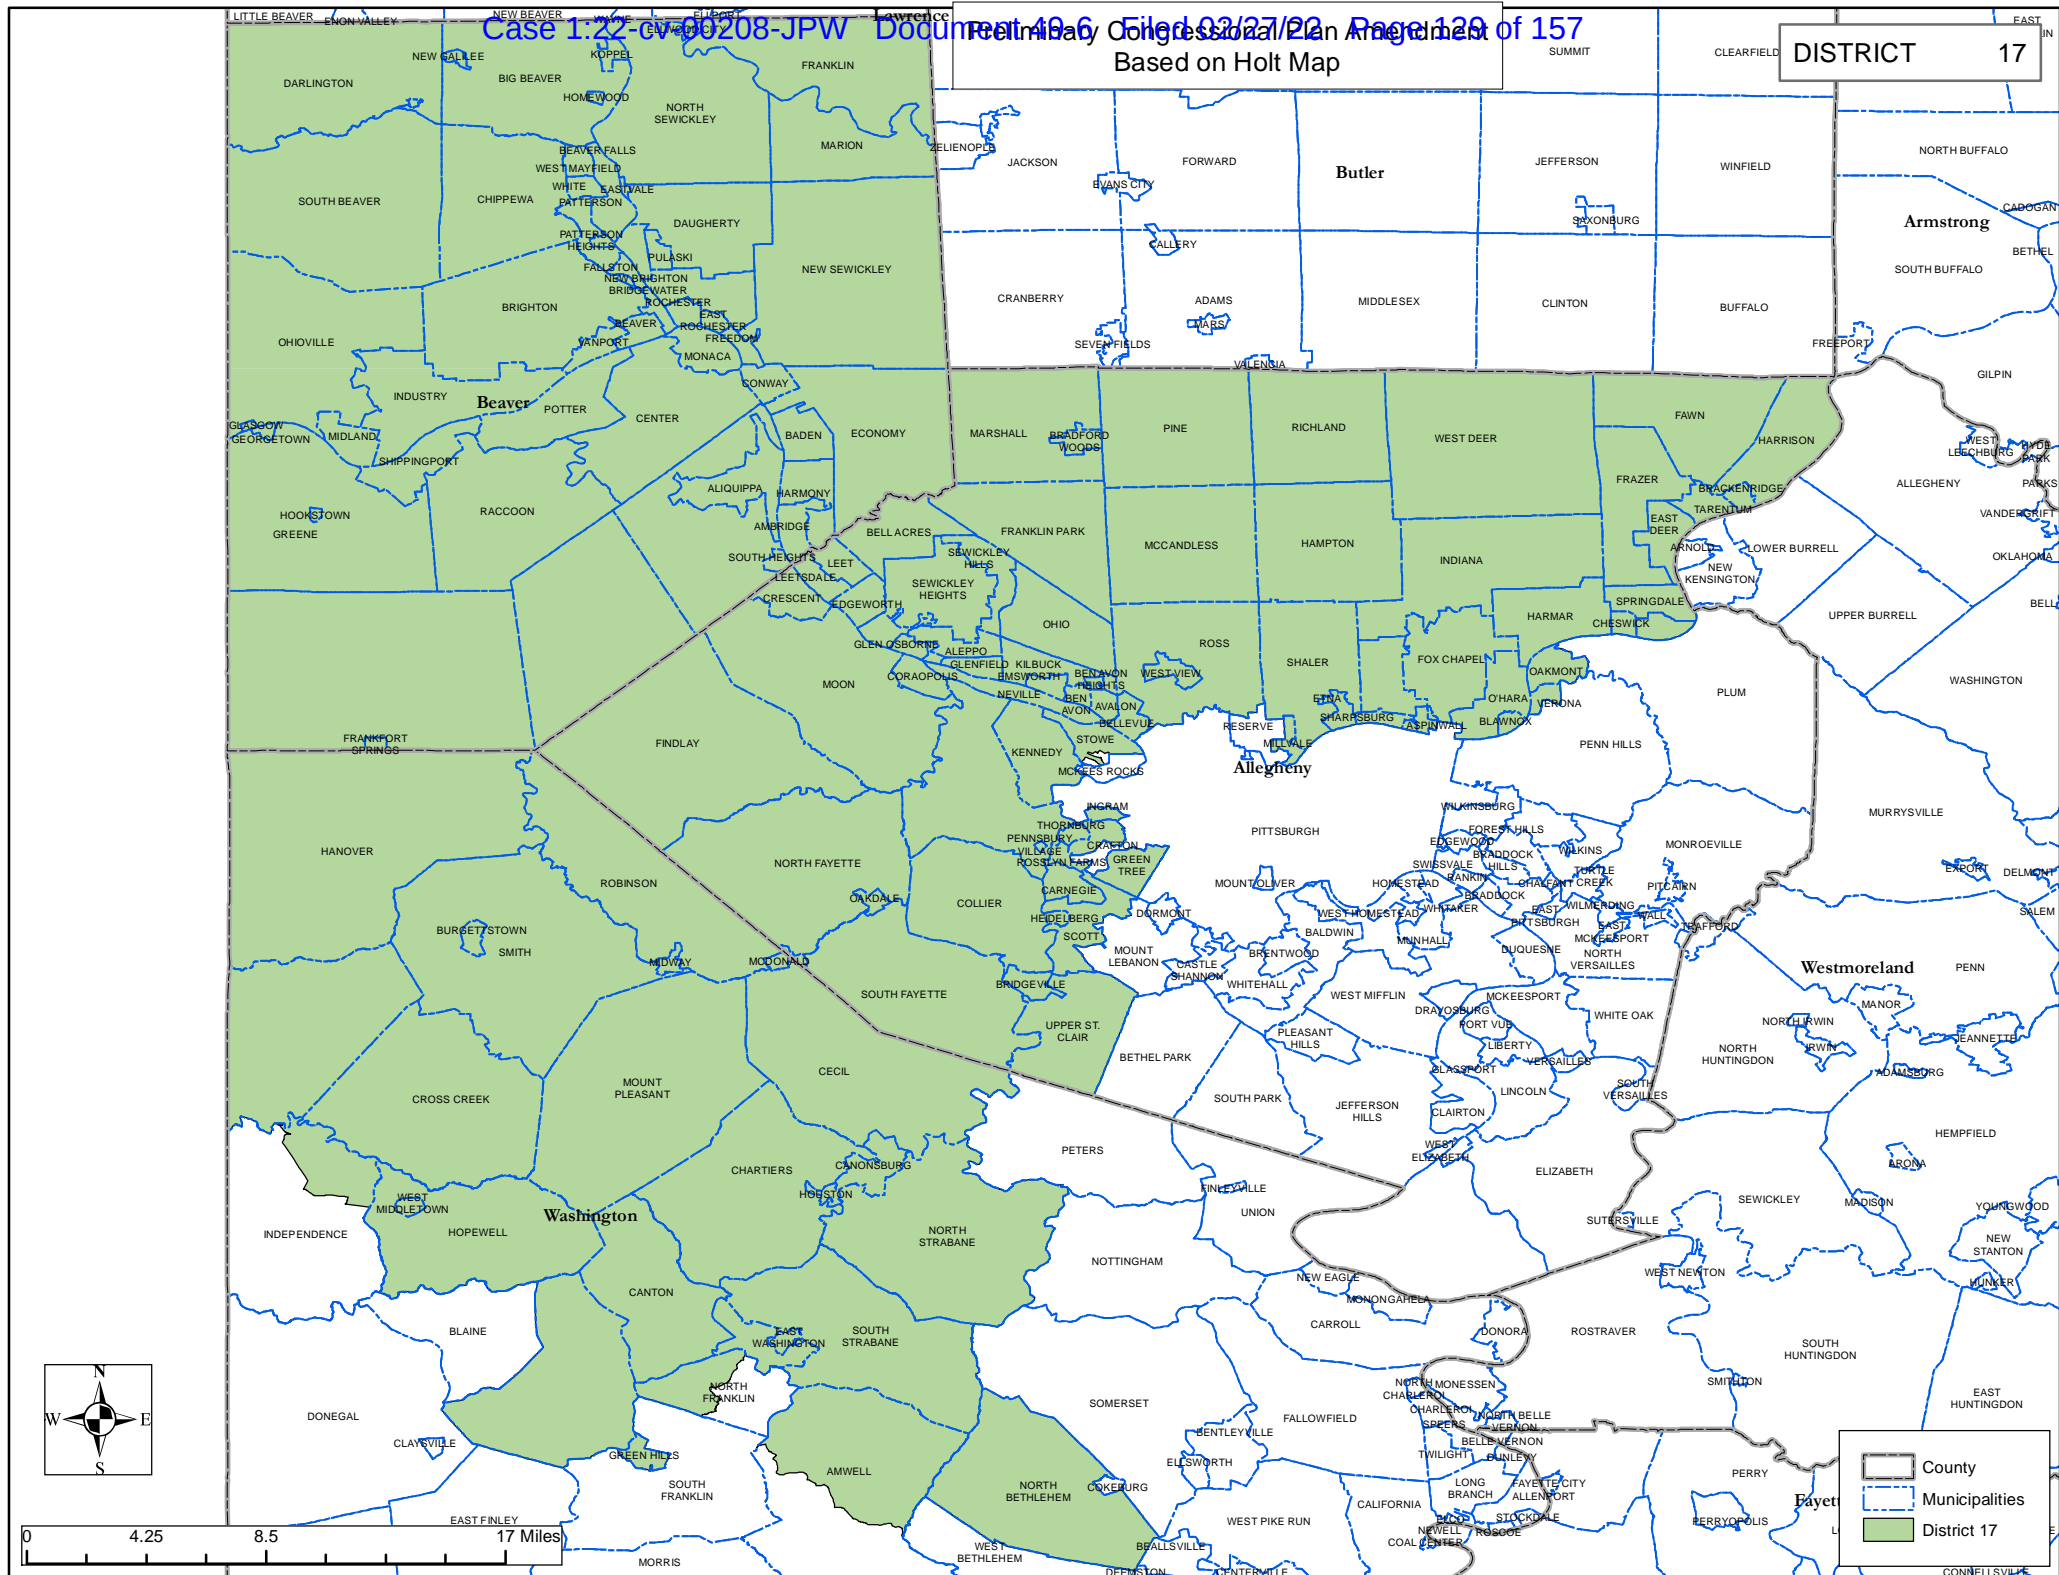 Case 1:22-cv-00208-JPW Document 49-6 Filed 02/27/22 Page 129 of 157
Preliminary Congressional Plan Amendment
Based on Holt Map
DISTRICT 17
LITTLE BEAVER
ENON VALLEY
NEW BEAVER
WAYNE
ELLPORT
ELLWOOD CITY
Lawrence
SUMMIT
CLEARFIELD
EAST
NEW GALILEE
KOPPEL
FRANKLIN
DARLINGTON
BIG BEAVER
HOMEWOOD
NORTH
SEWICKLEY
MARION
ZELIENOPLE
JACKSON
FORWARD
Butler
JEFFERSON
WINFIELD
NORTH BUFFALO
BEAVER FALLS
WEST MAYFIELD
WHITE
EASTVALE
PATTERSON
EVANS CITY
SOUTH BEAVER
CHIPPEWA
DAUGHERTY
SAXONBURG
CADOGAN
Armstrong
PATTERSON
HEIGHTS
CALLERY
BETHEL
PULASKI
FALLSTON
NEW SEWICKLEY
SOUTH BUFFALO
NEW BRIGHTON
BRIDGEWATER
ROCHESTER
BRIGHTON
CRANBERRY
ADAMS
MARS
MIDDLESEX
CLINTON
BUFFALO
EAST
ROCHESTER
BEAVER
FREEDOM
VANPORT
OHIOVILLE
MONACA
SEVEN FIELDS
VALENCIA
FREEPORT
GILPIN
CONWAY
INDUSTRY
Beaver
POTTER
CENTER
GLASGOW
GEORGETOWN
MIDLAND
BADEN
ECONOMY
MARSHALL
BRADFORD
WOODS
PINE
RICHLAND
WEST DEER
FAWN
HARRISON
WEST
LEECHBURG
HYDE
PARK
SHIPPINGPORT
ALIQUIPPA
HARMONY
FRAZER
BRACKENRIDGE
ALLEGHENY
PARKS
HOOKSTOWN
GREENE
RACCOON
AMBRIDGE
BELL ACRES
FRANKLIN PARK
MCCANDLESS
HAMPTON
INDIANA
EAST
DEER
TARENTUM
VANDERGRIFT
SOUTH HEIGHTS
LEET
SEWICKLEY
HILLS
ARNOLD
LOWER BURRELL
OKLAHOMA
LEETSDALE
SEWICKLEY
HEIGHTS
NEW
KENSINGTON
CRESCENT
EDGEWORTH
SPRINGDALE
UPPER BURRELL
BELL
OHIO
HARMAR
CHESWICK
GLEN OSBORNE
ALEPPO
ROSS
SHALER
FOX CHAPEL
GLENFIELD
KILBUCK
EMSWORTH
BEN AVON
HEIGHTS
WEST VIEW
OAKMONT
WASHINGTON
MOON
CORAOPOLIS
NEVILLE
BEN
AVON
AVALON
BELLEVUE
ETNA
SHARPSBURG
ASPINWALL
O'HARA
BLAWNOX
VERONA
PLUM
FRANKFORT
SPRINGS
FINDLAY
KENNEDY
STOWE
RESERVE
MILLVALE
PENN HILLS
MCKEES ROCKS
Allegheny
HANOVER
INGRAM
PITTSBURGH
WILKINSBURG
MURRYSVILLE
THORNBURG
PENNSBURY
VILLAGE
CRAFTON
FOREST HILLS
EDGEWOOD
ROSSLYN FARMS
GREEN
TREE
BRADDOCK
HILLS
WILKINS
MONROEVILLE
NORTH FAYETTE
SWISSVALE
RANKIN
TURTLE
CREEK
EXPORT
DELMONT
ROBINSON
CARNEGIE
MOUNT OLIVER
HOMESTEAD
CHALFANT
PITCAIRN
OAKDALE
COLLIER
BRADDOCK
HEIDELBERG
DORMONT
WEST HOMESTEAD
WHITAKER
EAST
PITTSBURGH
WILMERDING
WALL
SALEM
BURGETTSTOWN
SMITH
SCOTT
BALDWIN
MUNHALL
EAST
MCKEESPORT
TRAFFORD
MIDWAY
MCDONALD
MOUNT
LEBANON
CASTLE
SHANNON
BRENTWOOD
DUQUESNE
NORTH
VERSAILLES
Westmoreland
PENN
BRIDGEVILLE
WHITEHALL
SOUTH FAYETTE
WEST MIFFLIN
MCKEESPORT
MANOR
DRAVOSBURG
PORT VUE
WHITE OAK
NORTH IRWIN
UPPER ST.
CLAIR
PLEASANT
HILLS
LIBERTY
IRWIN
JEANNETTE
BETHEL PARK
NORTH
HUNTINGDON
CECIL
GLASSPORT
VERSAILLES
ADAMSBURG
MOUNT
PLEASANT
LINCOLN
SOUTH
VERSAILLES
CROSS CREEK
SOUTH PARK
JEFFERSON
HILLS
CLAIRTON
HEMPFIELD
PETERS
WEST
ELIZABETH
CHARTIERS
CANONSBURG
ELIZABETH
ARONA
HOUSTON
WEST
MIDDLETOWN
FINLEYVILLE
SEWICKLEY
MADISON
YOUNGWOOD
Washington
UNION
SUTERSVILLE
INDEPENDENCE
HOPEWELL
NORTH
STRABANE
NEW
STANTON
NOTTINGHAM
WEST NEWTON
NEW EAGLE
HUNKER
CANTON
MONONGAHELA
CARROLL
BLAINE
EAST
WASHINGTON
SOUTH
STRABANE
DONORA
ROSTRAVER
SOUTH
HUNTINGDON
N
W E
S
NORTH
FRANKLIN
NORTH
CHARLEROI
MONESSEN
SMITHTON
DONEGAL
SOMERSET
CHARLEROI
EAST
HUNTINGDON
FALLOWFIELD
SPEERS
NORTH BELLE
VERNON
CLAYSVILLE
BENTLEYVILLE
BELLE VERNON
GREEN HILLS
TWILIGHT
DUNLEVY
AMWELL
ELLSWORTH
PERRY
SOUTH
FRANKLIN
NORTH
BETHLEHEM
COKEBURG
LONG
BRANCH
FAYETTE CITY
ALLENPORT
CALIFORNIA
EAST FINLEY
WEST PIKE RUN
ELCO
STOCKDALE
PERRYOPOLIS
NEWELL
ROSCOE
COAL CENTER
WEST
BETHLEHEM
BEALLSVILLE
MORRIS
DEEMSTON
CENTERVILLE
CONNELLSVILLE
0 4.25 8.5 17 Miles
County
Municipalities
District 17